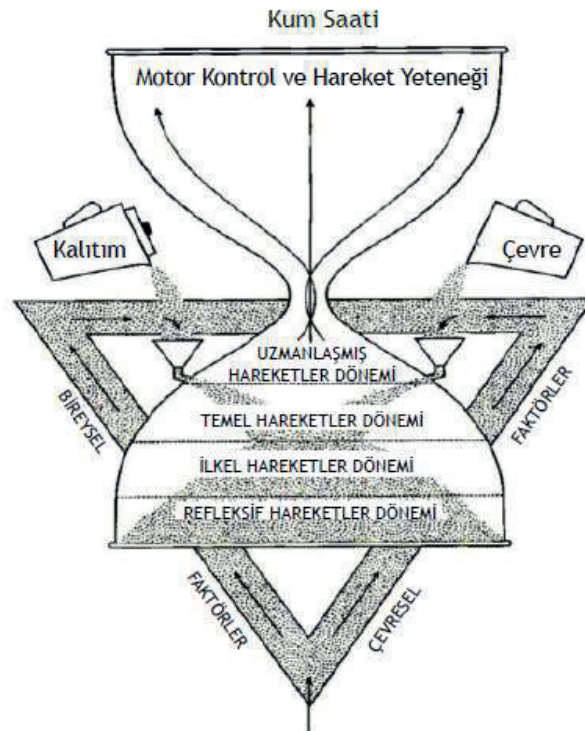 Kum Saati
Motor Kontrol ve Hareket Yeteneği
Kalıtım
Çevre
UZMANLAŞMIŞ
HAREKETLER DÖNEMİ
TEMEL HAREKETLER DÖNEMİ
İLKEL HAREKETLER DÖNEMİ
REFLEKSİF HAREKETLER DÖNEMİ
BİREYSEL
FAKTÖRLER
FAKTÖRLER
ÇEVRESEL